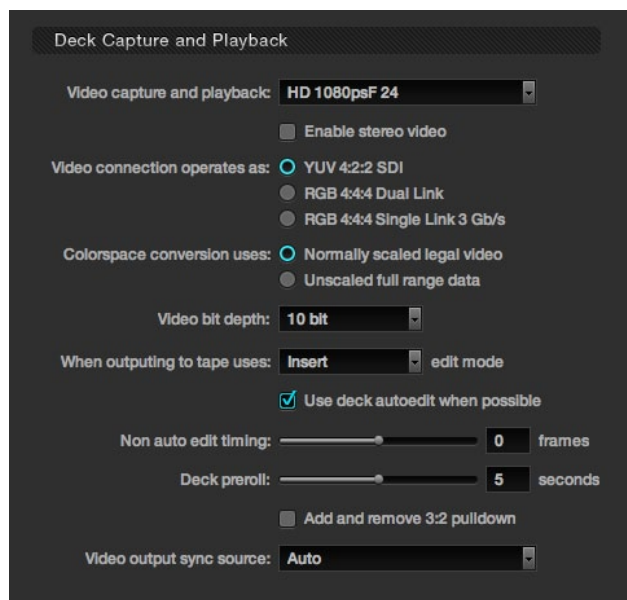 Deck Capture and Playback
Video capture and playback: HD 1080psF 24
Enable stereo video
Video connection operates as: YUV 4:2:2 SDI
RGB 4:4:4 Dual Link
RGB 4:4:4 Single Link 3 Gb/s
Colorspace conversion uses: Normally scaled legal video
Unscaled full range data
Video bit depth: 10 bit
When outputing to tape uses: Insert edit mode
Use deck autoedit when possible
Non auto edit timing: 0 frames
Deck preroll: 5 seconds
Add and remove 3:2 pulldown
Video output sync source: Auto